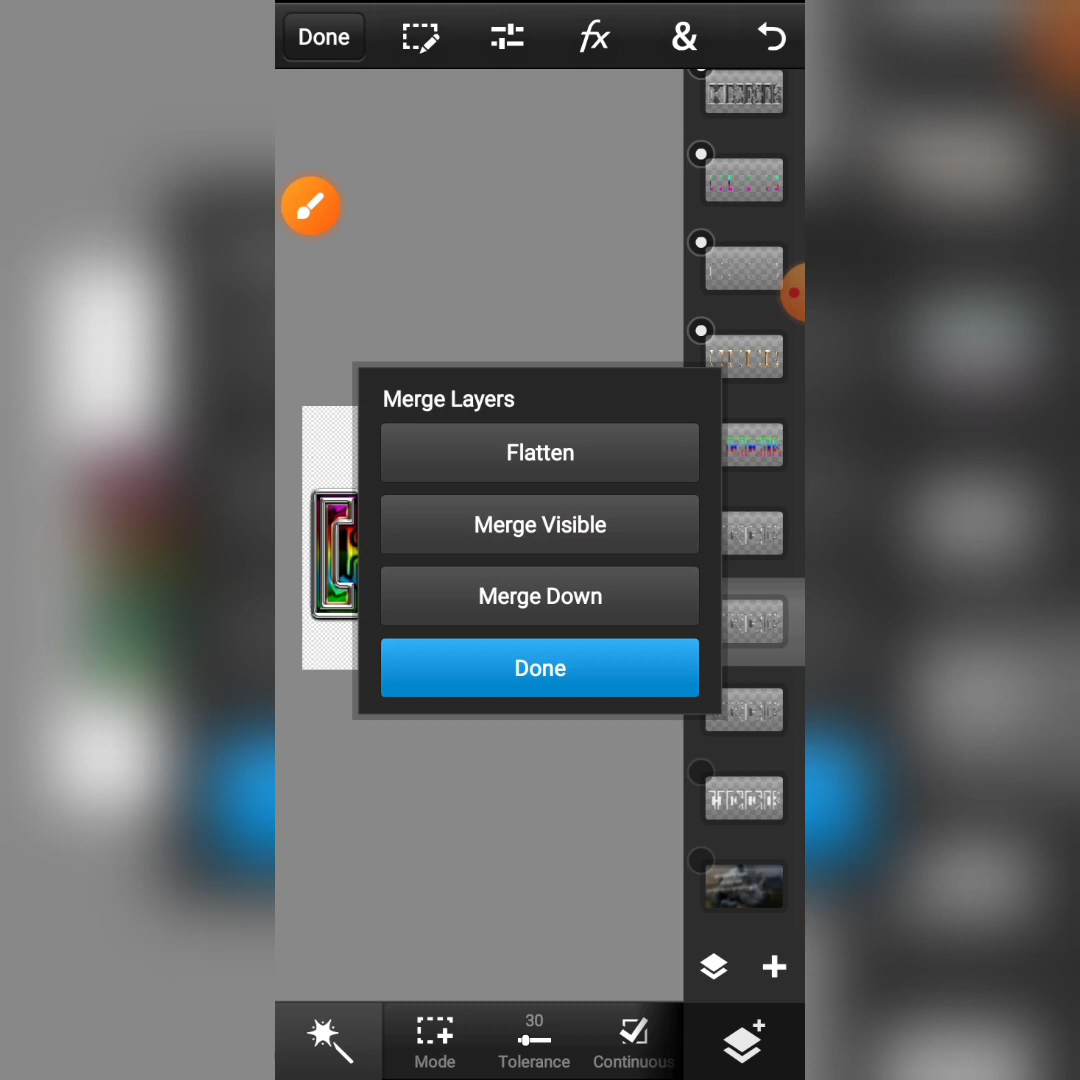 Done
fx
&
Merge Layers
Flatten
Merge Visible
Merge Down
Done
30
Mode
Tolerance
Continuous